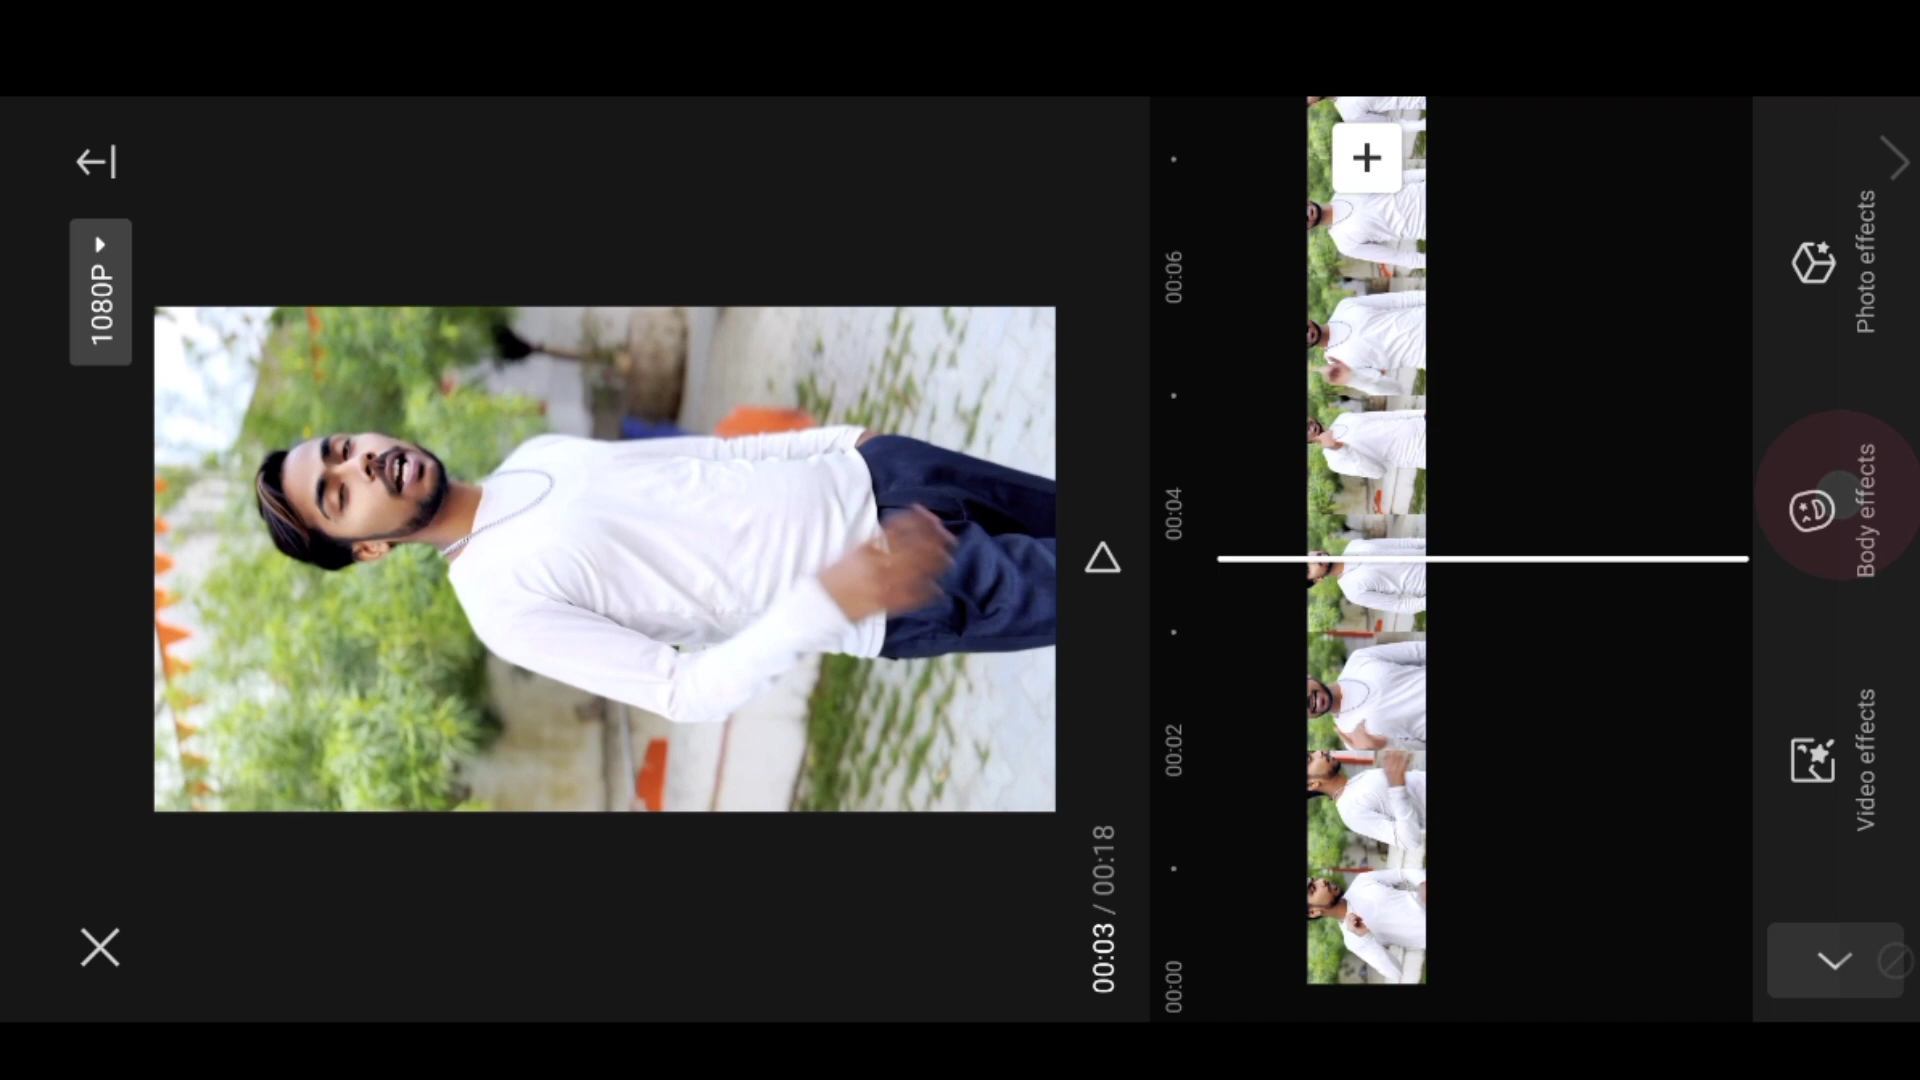 1080P
00:03 / 00:18
00:00
00:02
00:04
00:06
Video effects
Body effects
Photo effects